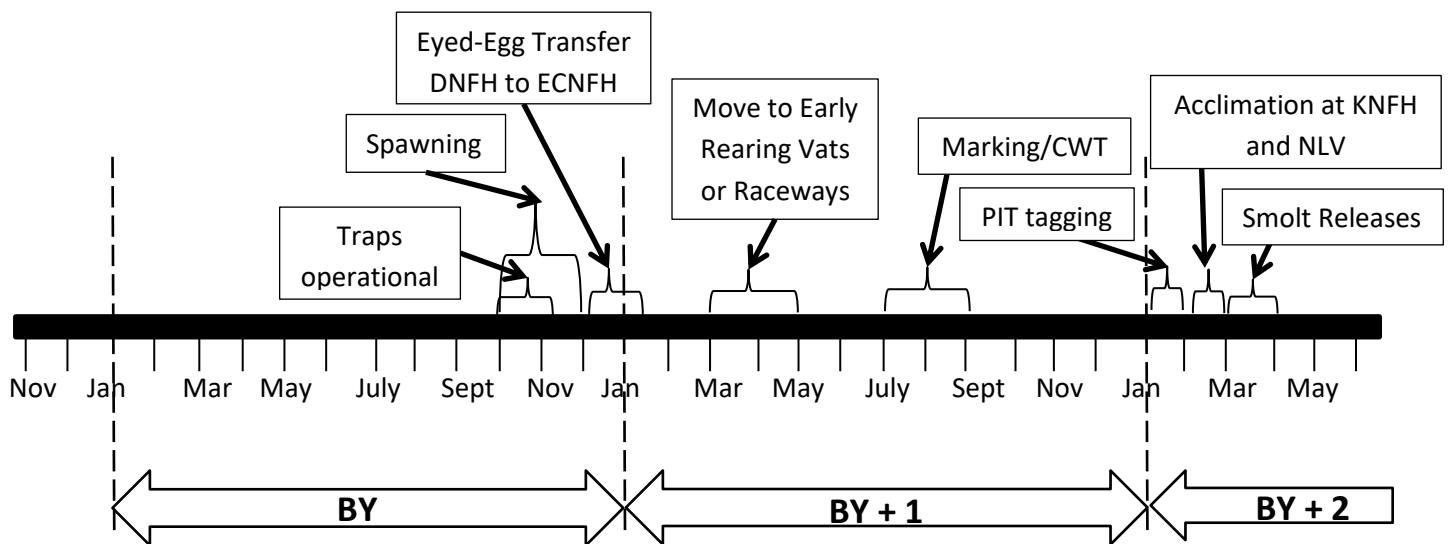 Eyed-Egg Transfer
DNFH to ECNFH
Spawning
Traps
operational
Move to Early
Rearing Vats
or Raceways
Marking/CWT
PIT tagging
Acclimation at KNFH
and NLV
Smolt Releases
Nov Jan Mar May July Sept Nov Jan Mar May July Sept Nov Jan Mar May
BY BY + 1 BY + 2